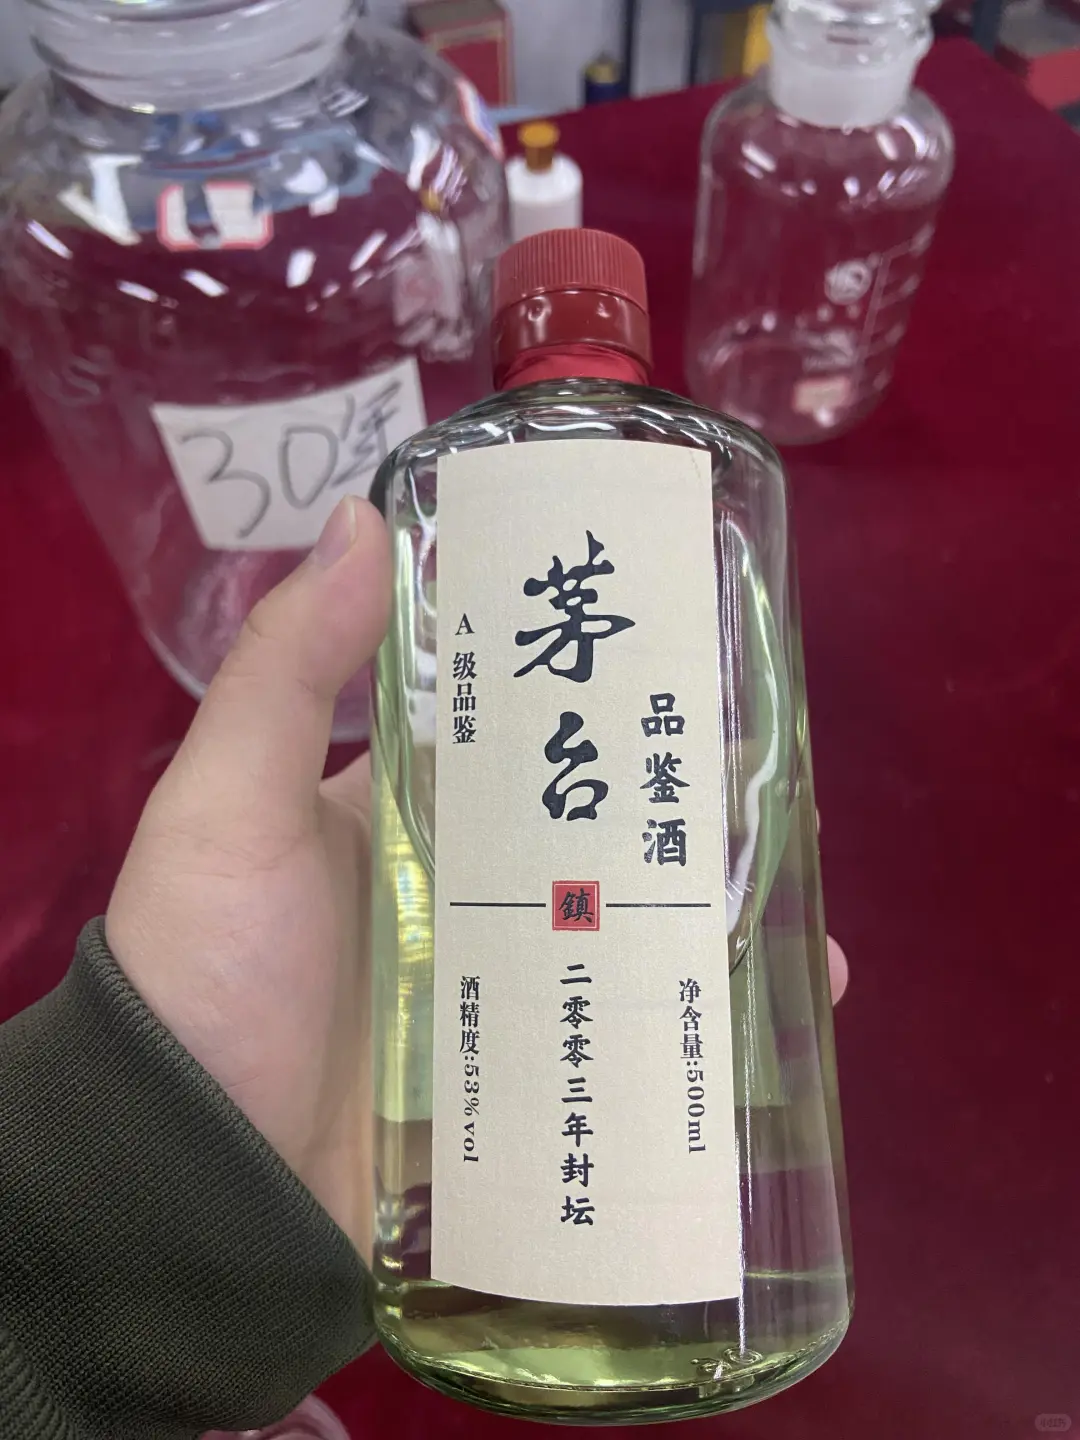 30年
茅台
鎮
品鉴酒
A级品鉴
二零零三年封坛
净含量:500ml
酒精度:53%vol